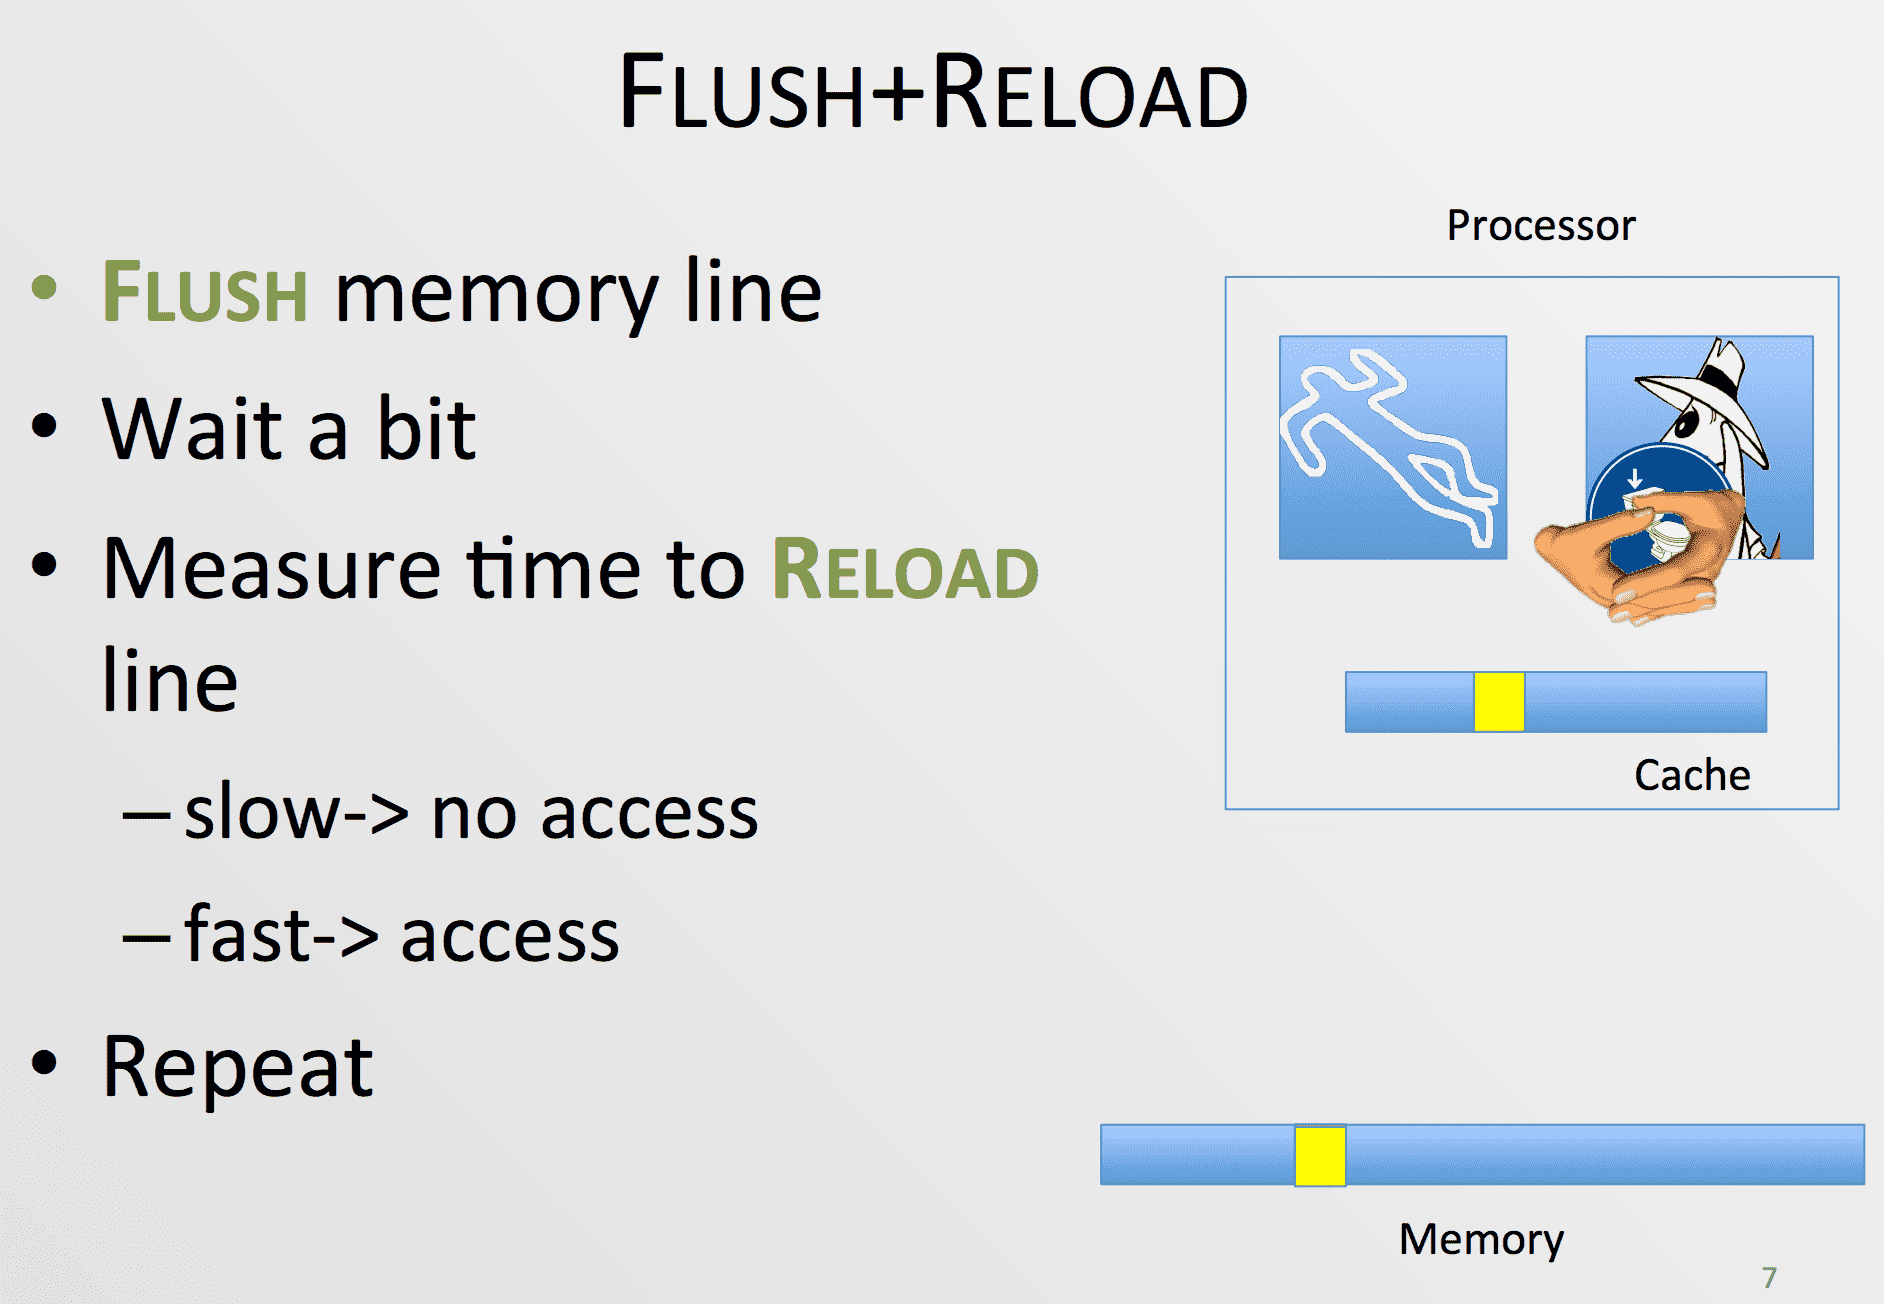 FLUSH+RELOAD
• FLUSH memory line
• Wait a bit
• Measure time to RELOAD
line
– slow-> no access
– fast-> access
• Repeat
Processor
Cache
Memory
7